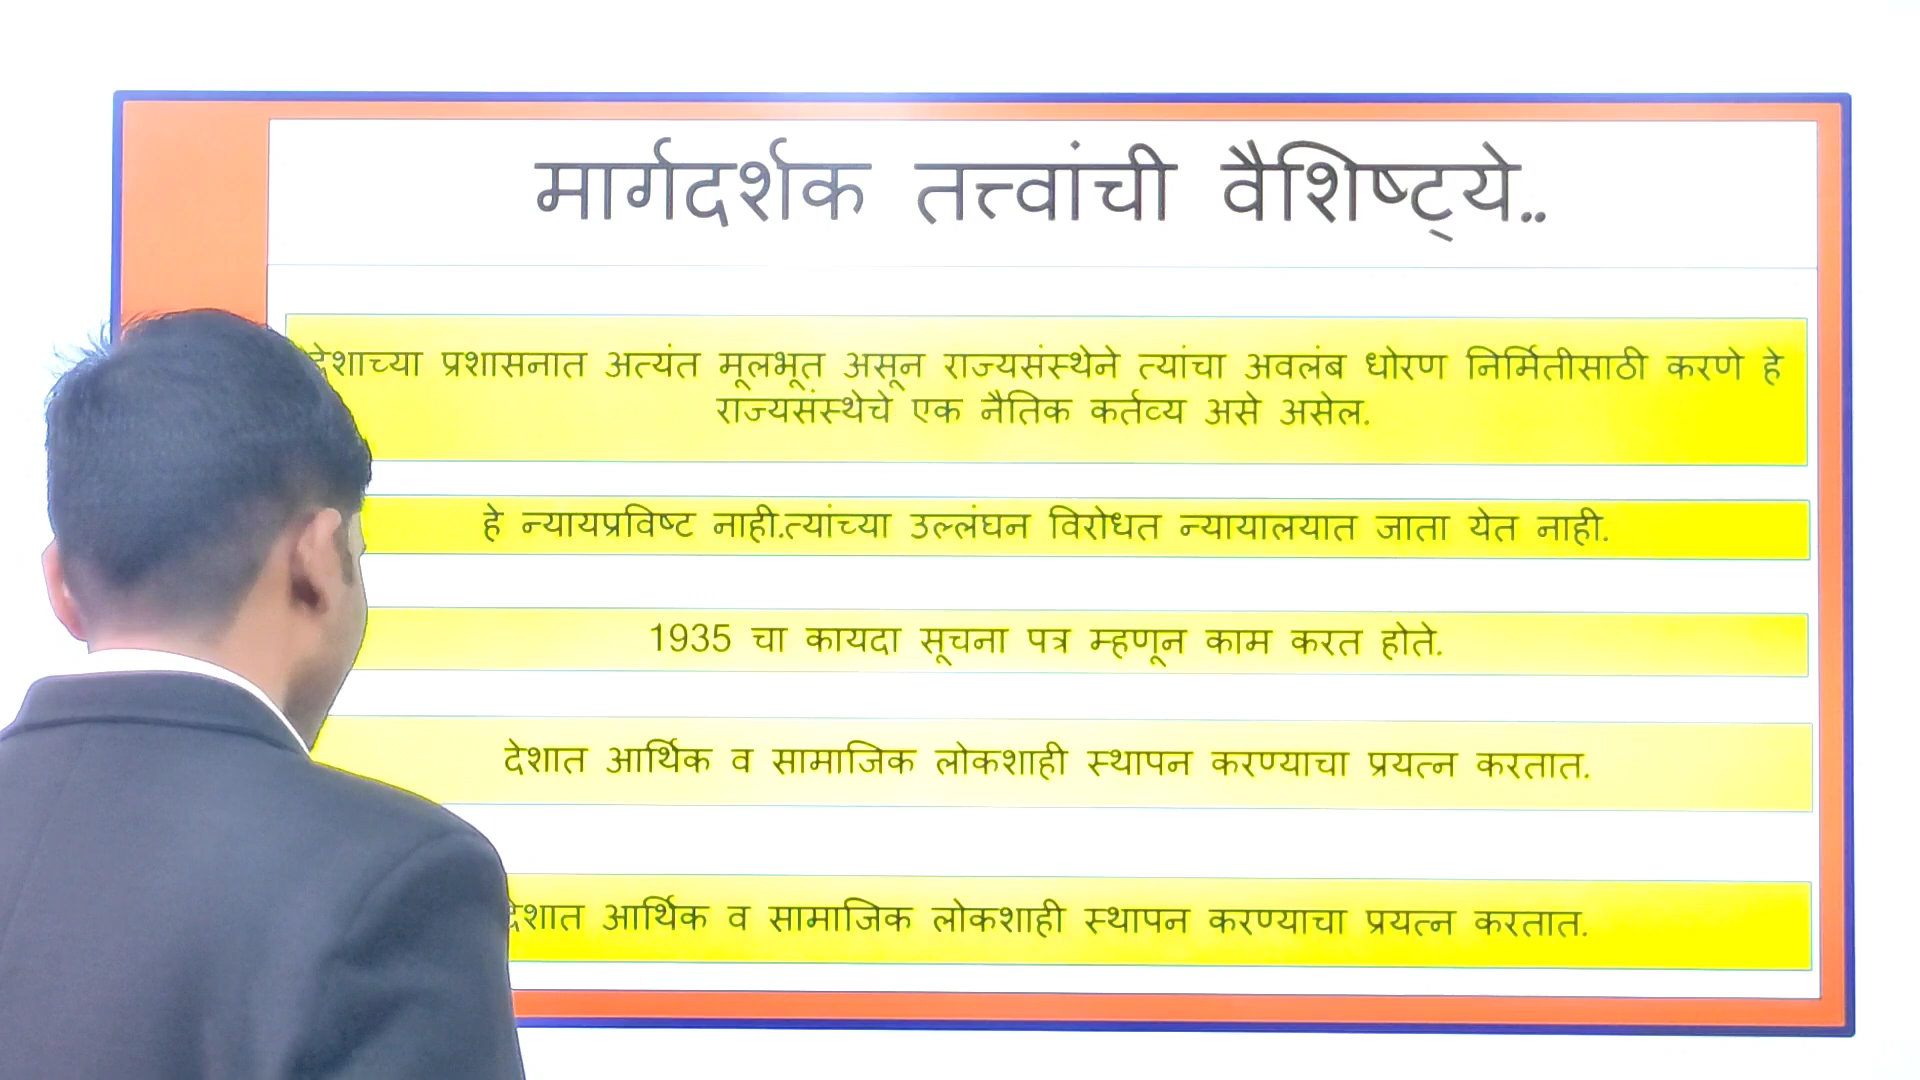 मार्गदर्शक तत्त्वांची वैशिष्ट्ये..
देशाच्या प्रशासनात अत्यंत मूलभूत असून राज्यसंस्थेने त्यांचा अवलंब धोरण निर्मितीसाठी करणे हे
राज्यसंस्थेचे एक नैतिक कर्तव्य असे असेल.
हे न्यायप्रविष्ट नाही.त्यांच्या उल्लंघन विरोधत न्यायालयात जाता येत नाही.
1935 चा कायदा सूचना पत्र म्हणून काम करत होते.
देशात आर्थिक व सामाजिक लोकशाही स्थापन करण्याचा प्रयत्न करतात.
देशात आर्थिक व सामाजिक लोकशाही स्थापन करण्याचा प्रयत्न करतात.